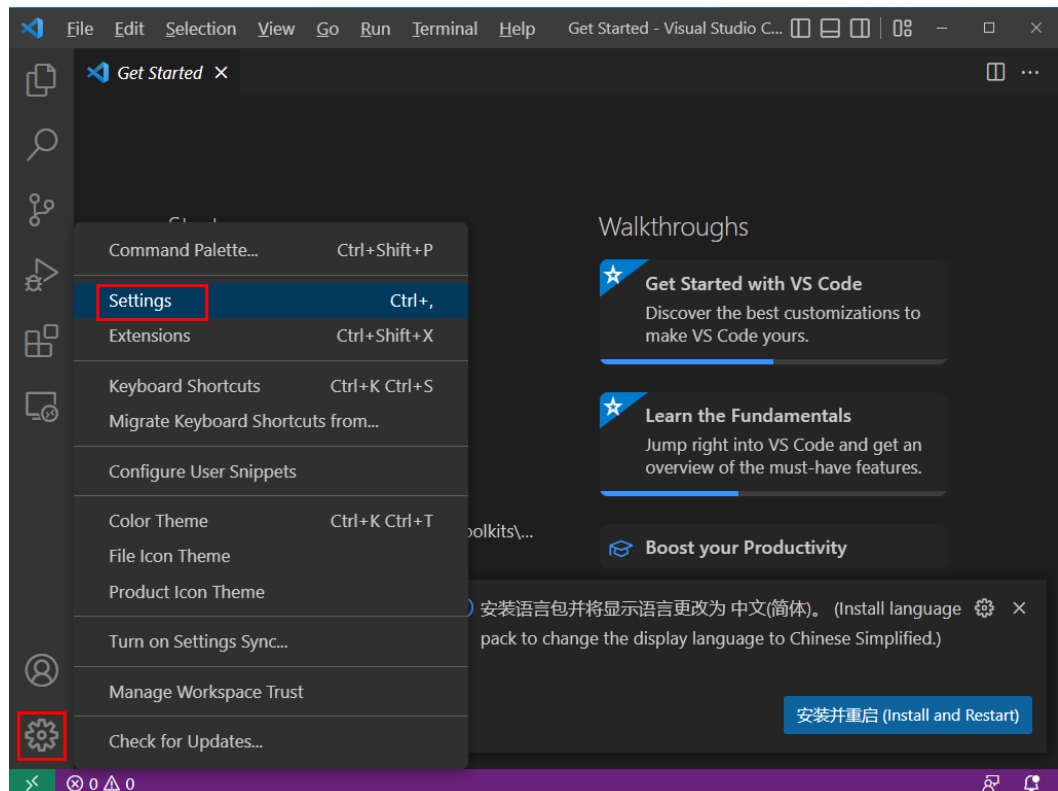 File Edit Selection View Go Run Terminal Help Get Started - Visual Studio C...
Get Started
Start
Walkthroughs
Command Palette... Ctrl+Shift+P
Settings Ctrl+,
Extensions Ctrl+Shift+X
Keyboard Shortcuts Ctrl+K Ctrl+S
Migrate Keyboard Shortcuts from...
Configure User Snippets
Color Theme Ctrl+K Ctrl+T
File Icon Theme
Product Icon Theme
Turn on Settings Sync...
Manage Workspace Trust
Check for Updates...
Get Started with VS Code
Discover the best customizations to
make VS Code yours.
Learn the Fundamentals
Jump right into VS Code and get an
overview of the must-have features.
oolkits\...
Boost your Productivity
安装语言包并将显示语言更改为 中文(简体)。 (Install language
pack to change the display language to Chinese Simplified.)
安装并重启 (Install and Restart)
0 0